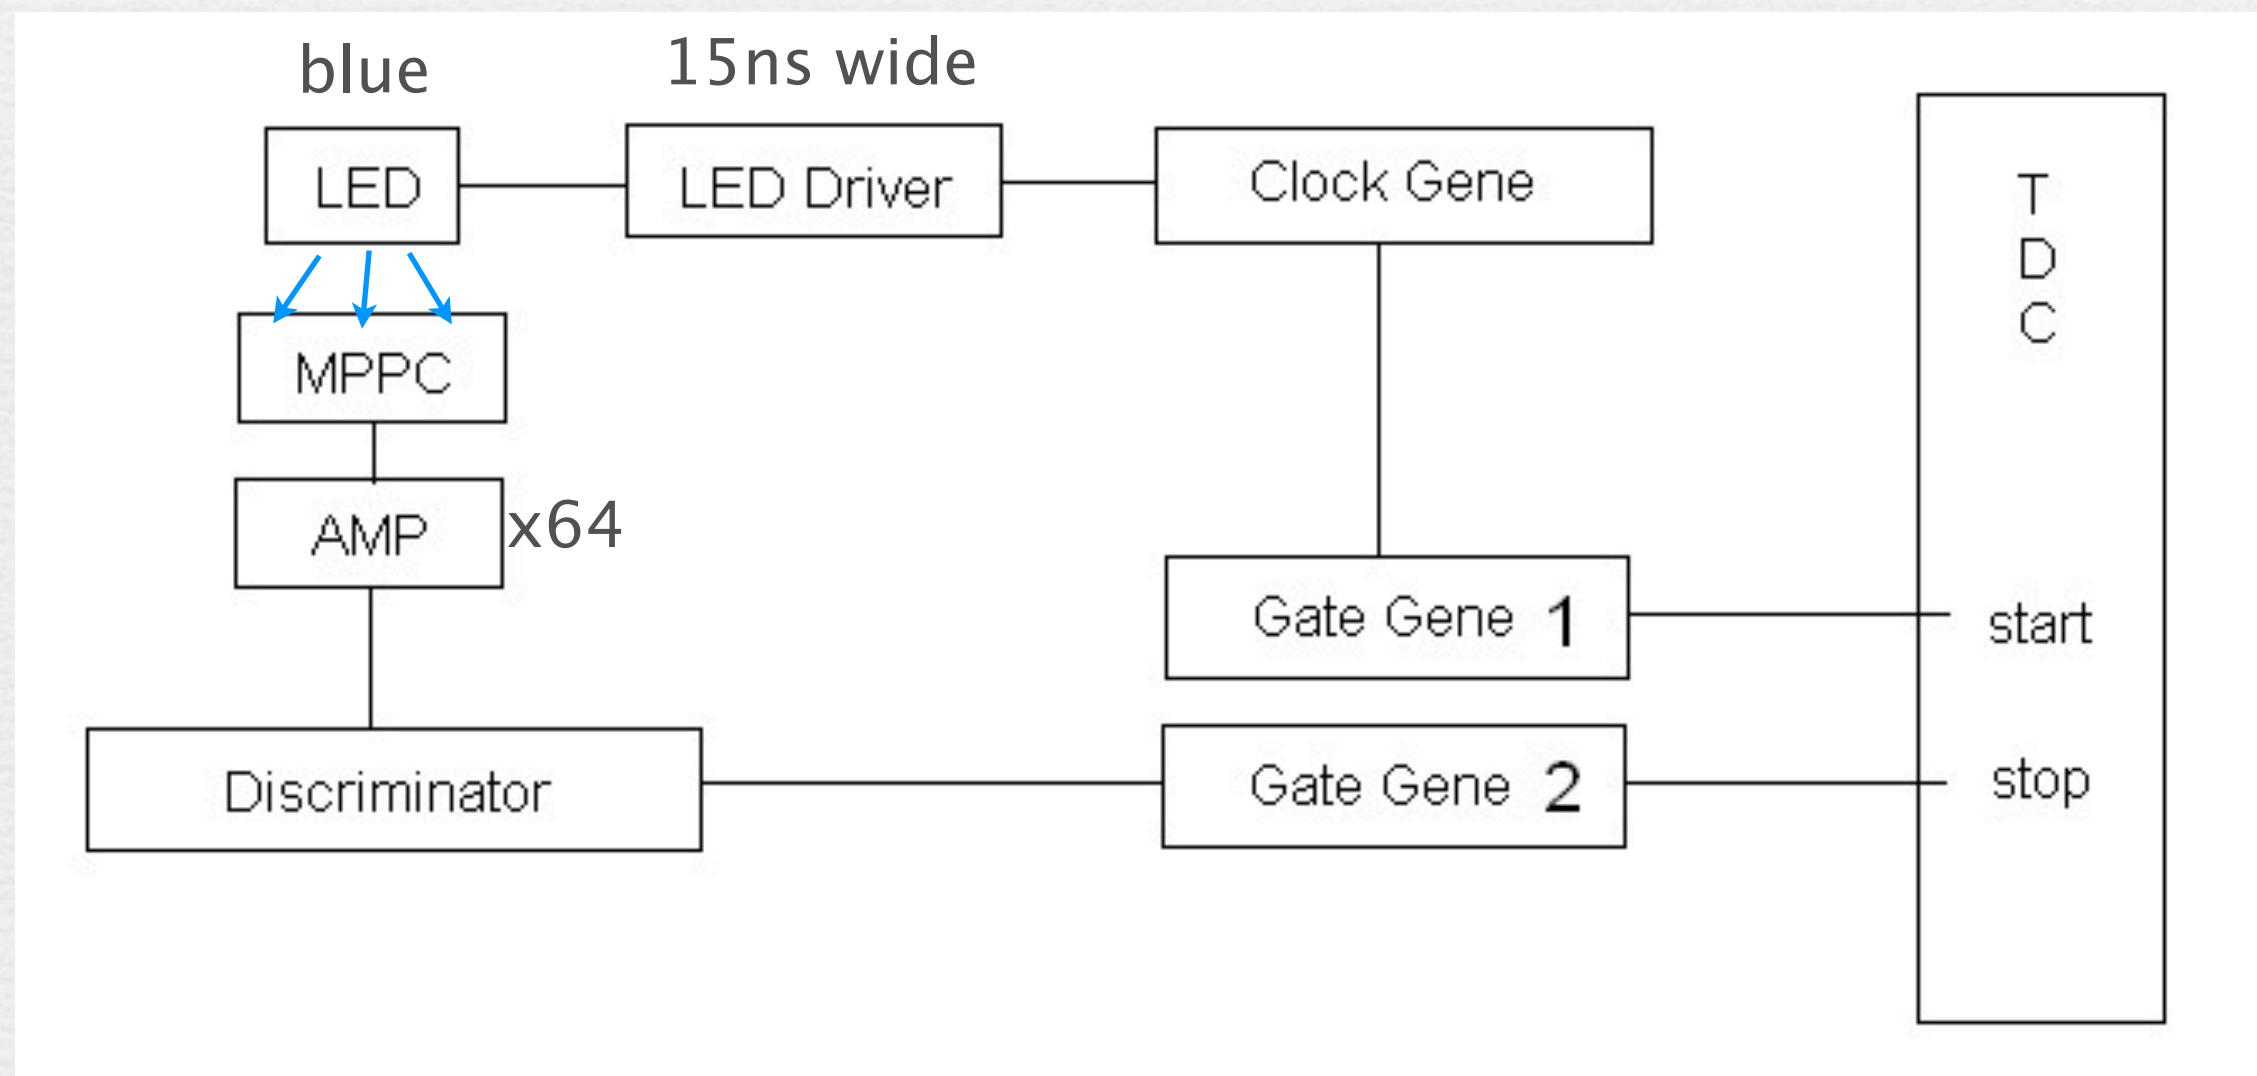 blue
15ns wide
LED
LED Driver
Clock Gene
T
D
C
MPPC
AMP
x64
Gate Gene 1
start
Discriminator
Gate Gene 2
stop